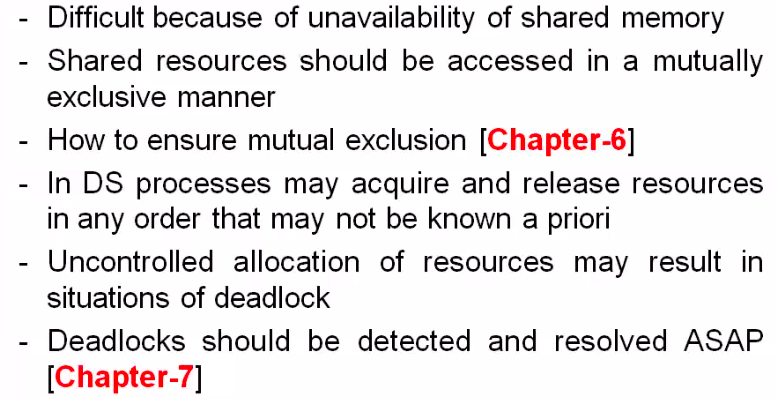 - Difficult because of unavailability of shared memory
- Shared resources should be accessed in a mutually
exclusive manner
- How to ensure mutual exclusion [Chapter-6]
- In DS processes may acquire and release resources
in any order that may not be known a priori
- Uncontrolled allocation of resources may result in
situations of deadlock
- Deadlocks should be detected and resolved ASAP
[Chapter-7]